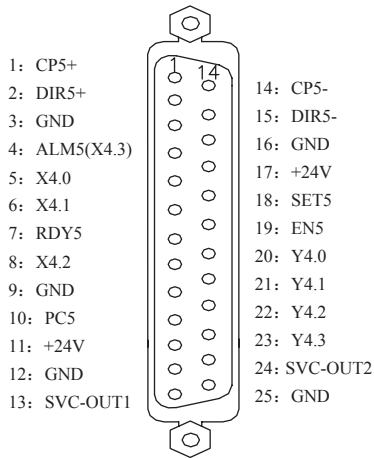 1 14
1: CP5+
2: DIR5+
3: GND
4: ALM5(X4.3)
5: X4.0
6: X4.1
7: RDY5
8: X4.2
9: GND
10: PC5
11: +24V
12: GND
13: SVC-OUT1
14: CP5-
15: DIR5-
16: GND
17: +24V
18: SET5
19: EN5
20: Y4.0
21: Y4.1
22: Y4.2
23: Y4.3
24: SVC-OUT2
25: GND